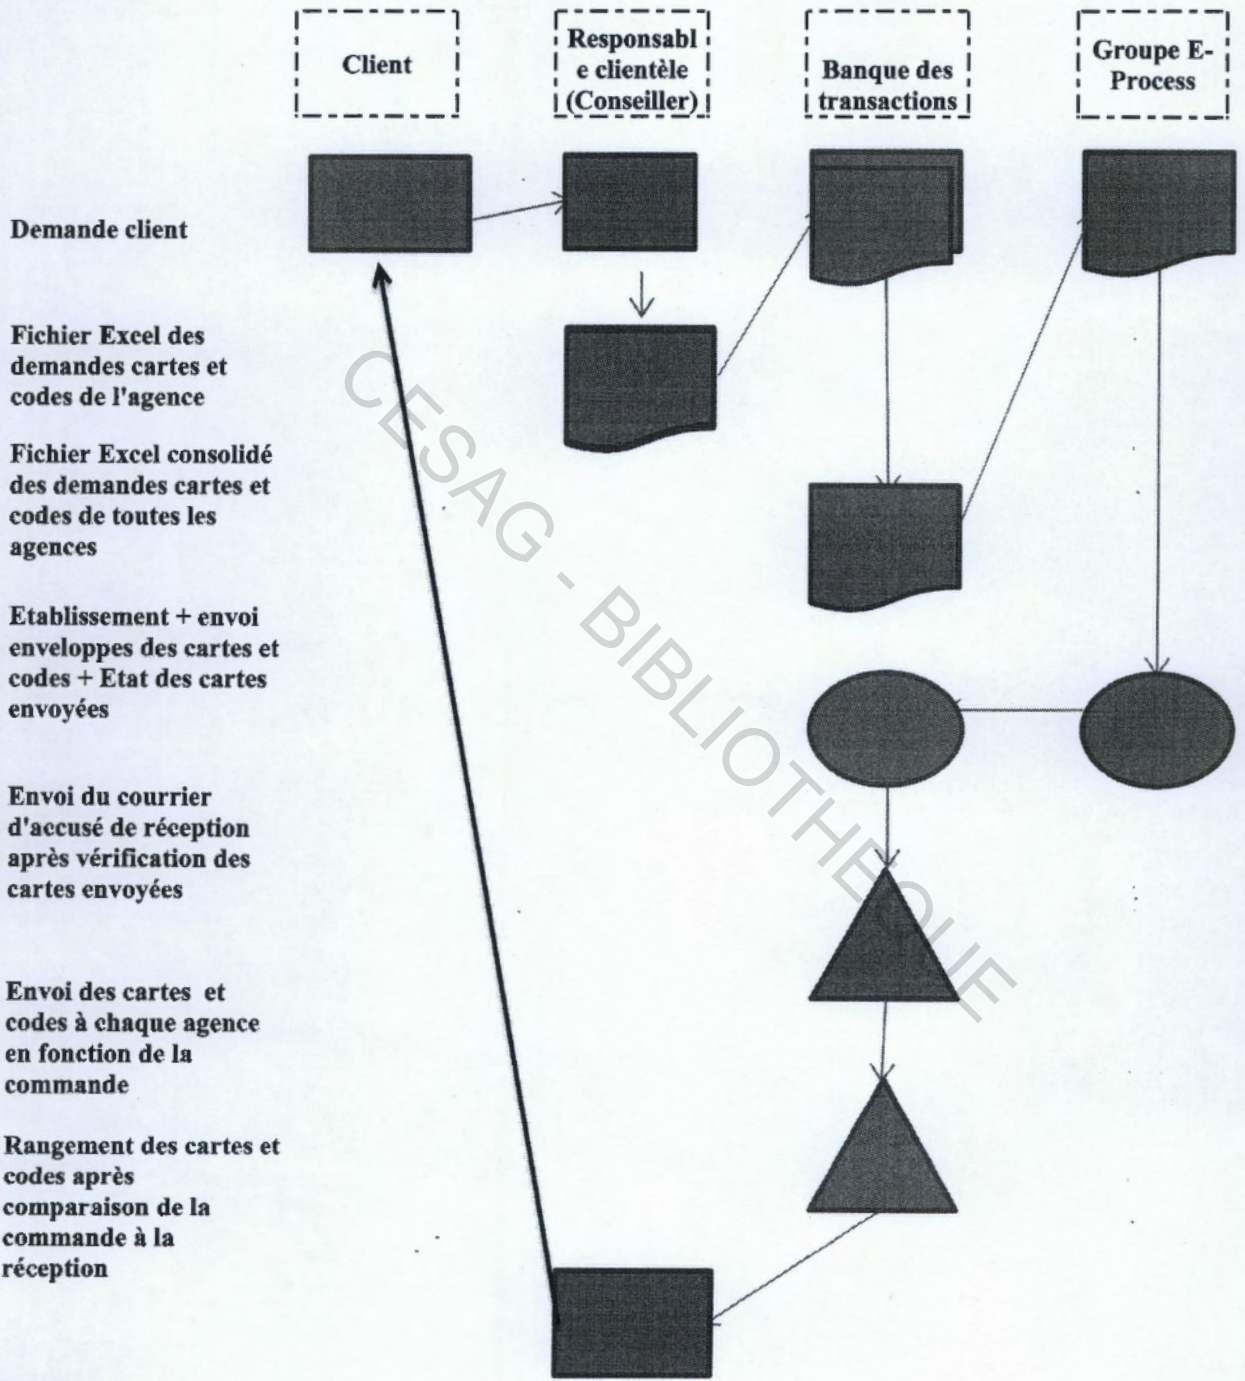 Client
Responsabl
e clientèle
(Conseiller)
Banque des
transactions
Groupe E-
Process
Demande client
Fichier Excel des
demandes cartes et
codes de l'agence
Fichier Excel consolidé
des demandes cartes et
codes de toutes les
agences
Etablissement + envoi
enveloppes des cartes et
codes + Etat des cartes
envoyées
Envoi du courrier
d'accusé de réception
après vérification des
cartes envoyées
Envoi des cartes et
codes à chaque agence
en fonction de la
commande
Rangement des cartes et
codes après
comparaison de la
commande à la
réception
CESAG - BIBLIOTHEQUE